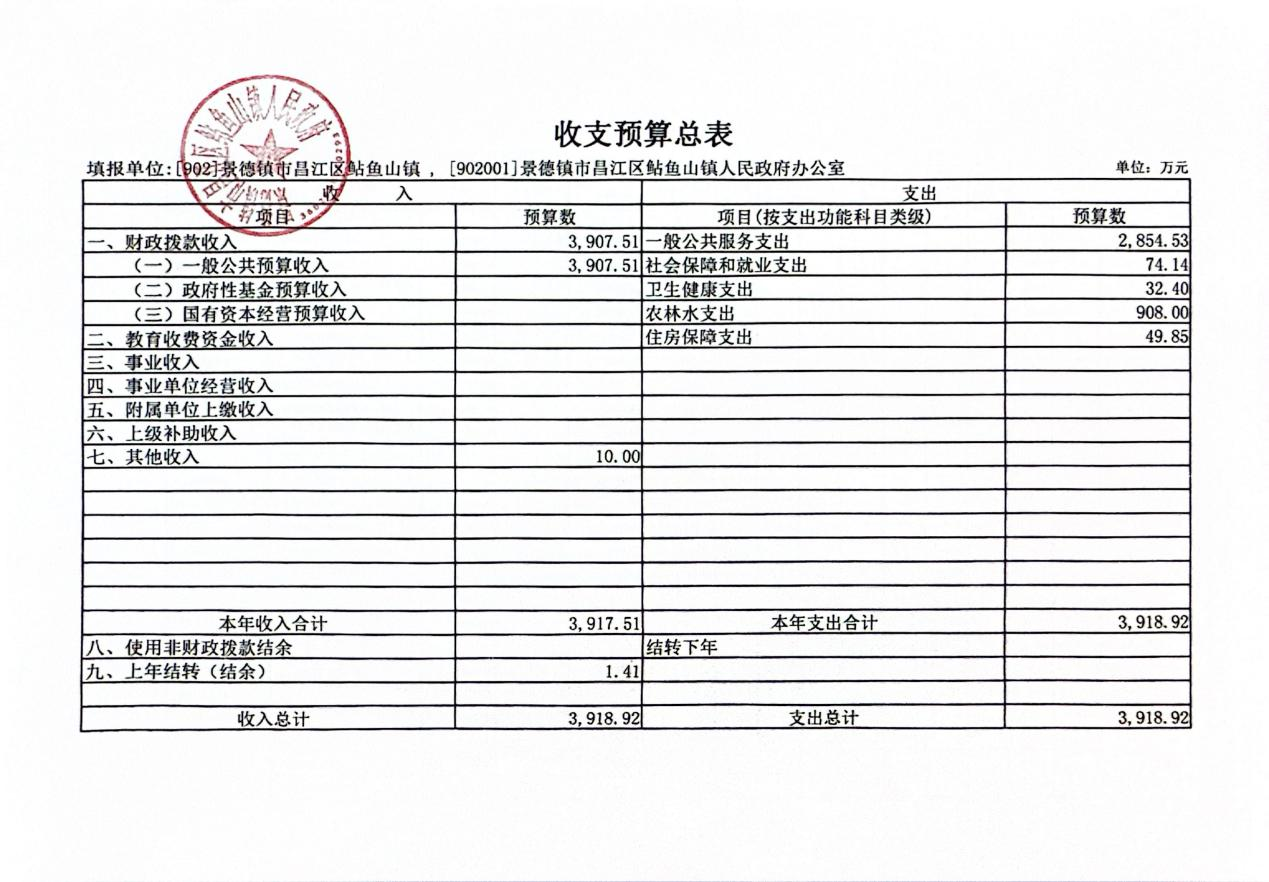 收支预算总表
填报单位:[902]景德镇市昌江区鲇鱼山镇 , [902001]景德镇市昌江区鲇鱼山镇人民政府办公室 单位: 万元
收 入 支出
项目 预算数 项目(按支出功能科目类级) 预算数
一、财政拨款收入 3,907.51 一般公共服务支出 2,854.53
(一)一般公共预算收入 3,907.51 社会保障和就业支出 74.14
(二)政府性基金预算收入 卫生健康支出 32.40
(三)国有资本经营预算收入 农林水支出 908.00
二、教育收费资金收入 住房保障支出 49.85
三、事业收入
四、事业单位经营收入
五、附属单位上缴收入
六、上级补助收入
七、其他收入 10.00
本年收入合计 3,917.51 本年支出合计 3,918.92
八、使用非财政拨款结余 结转下年
九、上年结转(结余) 1.41
收入总计 3,918.92 支出总计 3,918.92